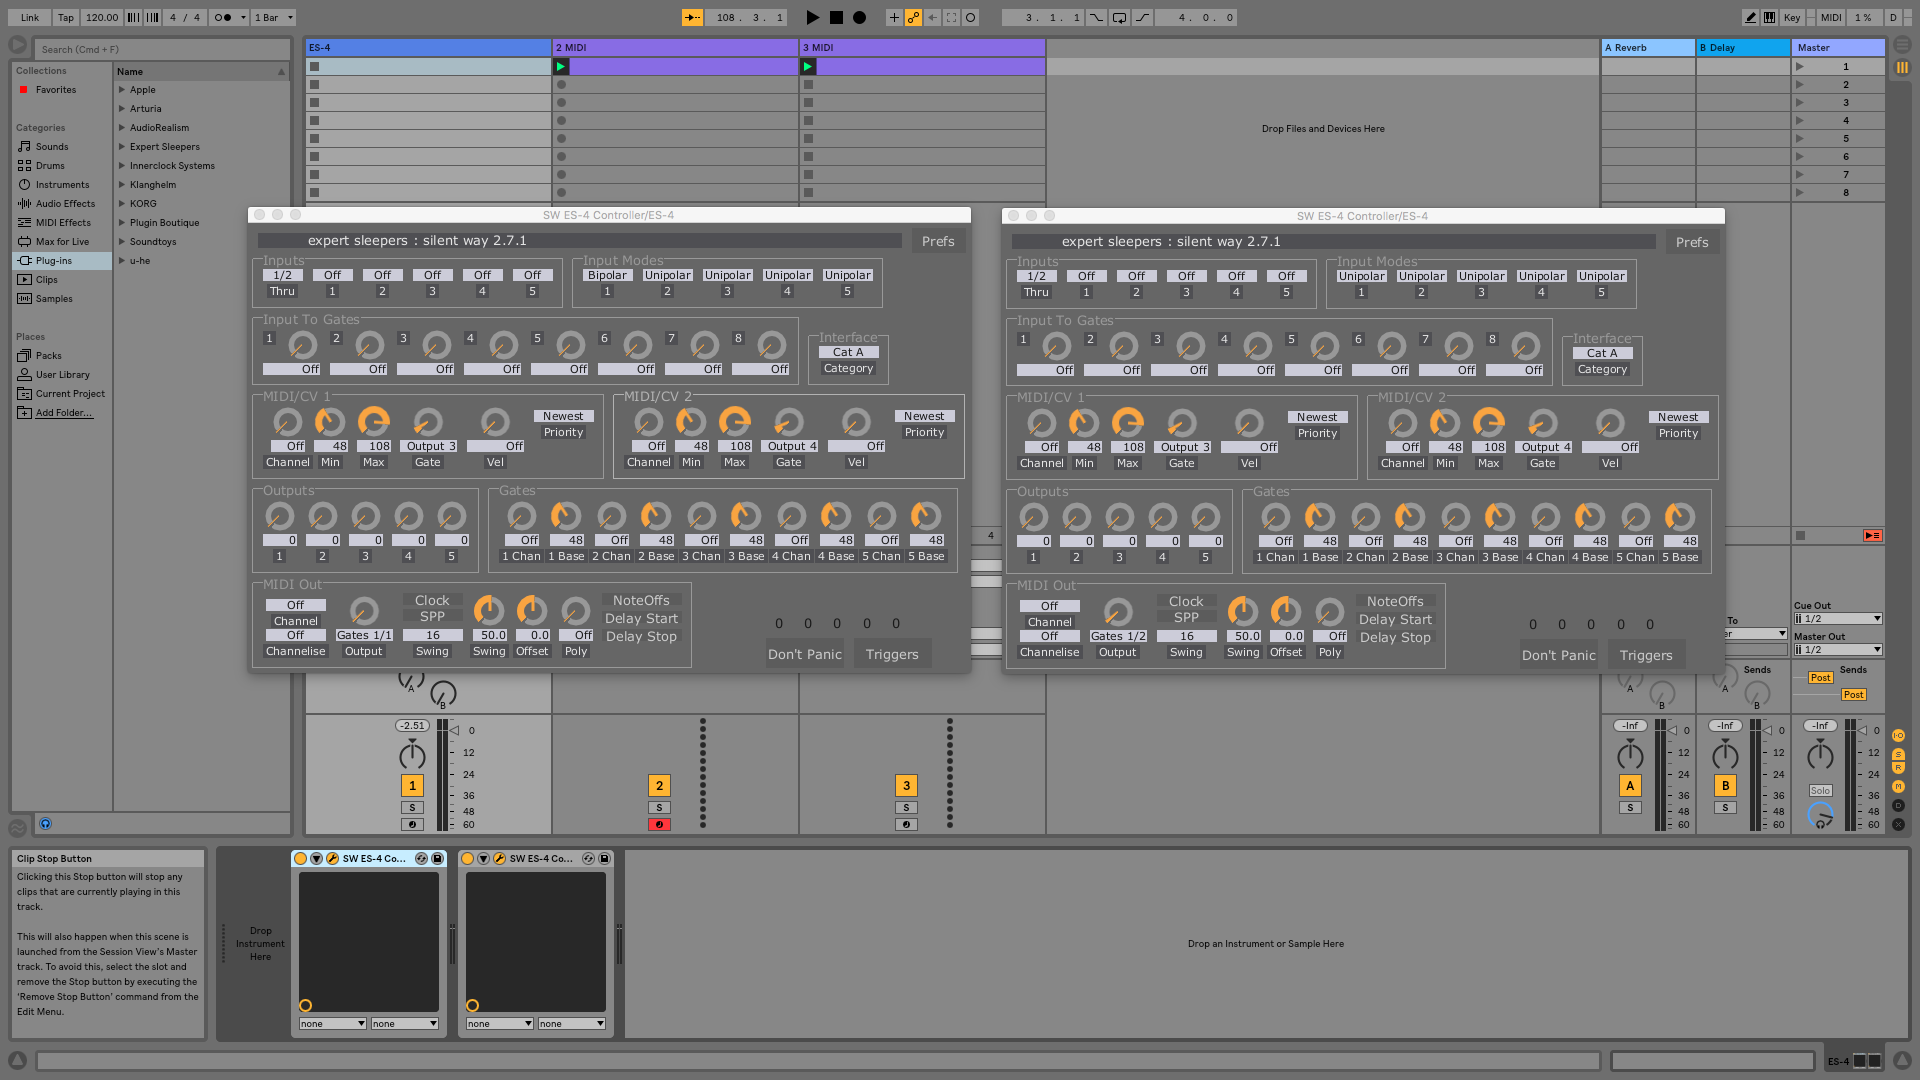 Link Tap 120.00 4 / 4 1 Bar 108 . 3 . 1 3 . 1 . 1 4 . 0 . 0 Key MIDI 1 % D
Search (Cmd + F)
Collections
Favorites
Categories
Sounds
Drums
Instruments
Audio Effects
MIDI Effects
Max for Live
Plug-ins
Clips
Samples
Places
Packs
User Library
Current Project
Add Folder...
Name
Apple
Arturia
AudioRealism
Expert Sleepers
Innerclock Systems
Klanghelm
KORG
Plugin Boutique
Soundtoys
u-he
ES-4 2 MIDI 3 MIDI A Reverb B Delay Master
1
2
3
4
5
6
7
8
Drop Files and Devices Here
SW ES-4 Controller/ES-4
expert sleepers : silent way 2.7.1 Prefs
Inputs Input Modes
1/2 Off Off Off Off Off Bipolar Unipolar Unipolar Unipolar Unipolar
Thru 1 2 3 4 5 1 2 3 4 5
Input To Gates
1 2 3 4 5 6 7 8
Off Off Off Off Off Off Off Off
Interface
Cat A
Category
MIDI/CV 1 MIDI/CV 2
Newest Newest
Priority Priority
Off 48 108 Output 3 Off Off 48 108 Output 4 Off
Channel Min Max Gate Vel Channel Min Max Gate Vel
Outputs Gates
0 0 0 0 0 Off 48 Off 48 Off 48 Off 48 Off 48
1 2 3 4 5 1 Chan 1 Base 2 Chan 2 Base 3 Chan 3 Base 4 Chan 4 Base 5 Chan 5 Base
MIDI Out
Off Clock NoteOffs
Channel SPP Delay Start
Off Gates 1/1 16 50.0 0.0 Off Delay Stop
Channelise Output Swing Swing Offset Poly
0 0 0 0 0
Don't Panic Triggers
SW ES-4 Controller/ES-4
expert sleepers : silent way 2.7.1 Prefs
Inputs Input Modes
1/2 Off Off Off Off Off Unipolar Unipolar Unipolar Unipolar Unipolar
Thru 1 2 3 4 5 1 2 3 4 5
Input To Gates
1 2 3 4 5 6 7 8
Off Off Off Off Off Off Off Off
Interface
Cat A
Category
MIDI/CV 1 MIDI/CV 2
Newest Newest
Priority Priority
Off 48 108 Output 3 Off Off 48 108 Output 4 Off
Channel Min Max Gate Vel Channel Min Max Gate Vel
Outputs Gates
0 0 0 0 0 Off 48 Off 48 Off 48 Off 48 Off 48
1 2 3 4 5 1 Chan 1 Base 2 Chan 2 Base 3 Chan 3 Base 4 Chan 4 Base 5 Chan 5 Base
MIDI Out
Off Clock NoteOffs
Channel SPP Delay Start
Off Gates 1/2 16 50.0 0.0 Off Delay Stop
Channelise Output Swing Swing Offset Poly
0 0 0 0 0
Don't Panic Triggers
4
To
Cue Out
1/2
Master Out
1/2
Sends
Post
Post
A B A B A B
-2.51 -Inf -Inf -Inf
0 0 0 0
12 12 12 12
24 24 24 24
36 36 36 36
48 48 48 48
60 60 60 60
1 2 3 A B Solo
S S S S S
Clip Stop Button
Clicking this Stop button will stop any
clips that are currently playing in this
track.
This will also happen when this scene is
launched from the Session View's Master
track. To avoid this, select the slot and
remove the Stop button by executing the
'Remove Stop Button' command from the
Edit Menu.
Drop
Instrument
Here
SW ES-4 Co... SW ES-4 Co...
none none none none
Drop an Instrument or Sample Here
ES-4